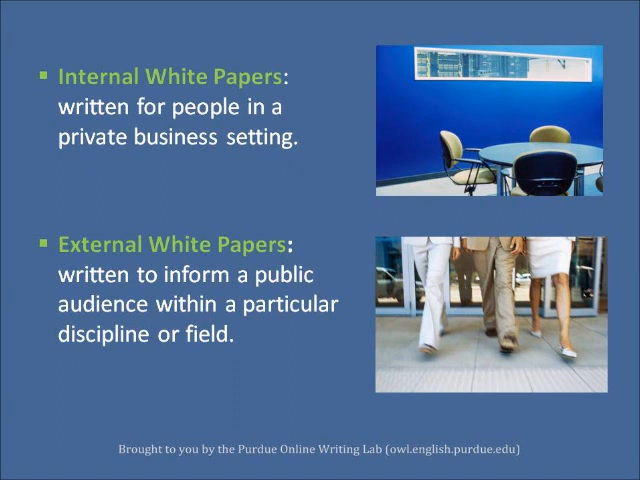 Internal White Papers:
written for people in a
private business setting.
External White Papers:
written to inform a public
audience within a particular
discipline or field.
Brought to you by the Purdue Online Writing Lab (owl.english.purdue.edu)